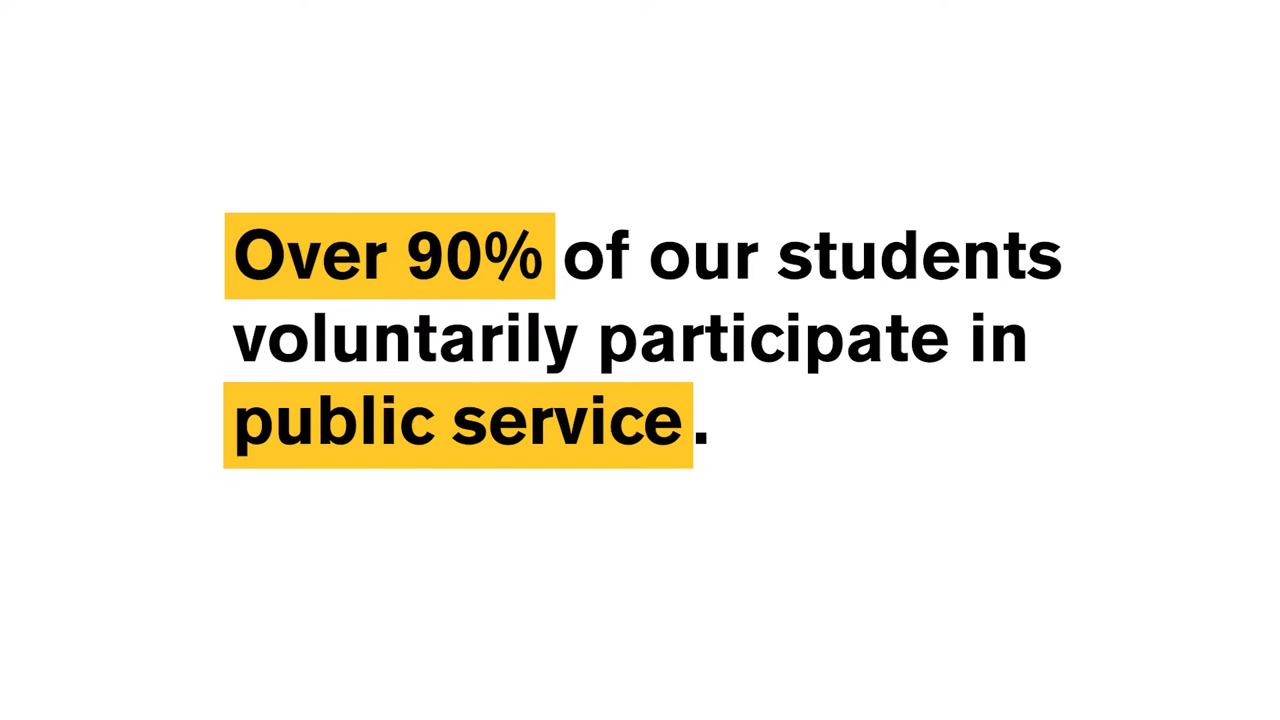 Over 90% of our students
voluntarily participate in
public service.